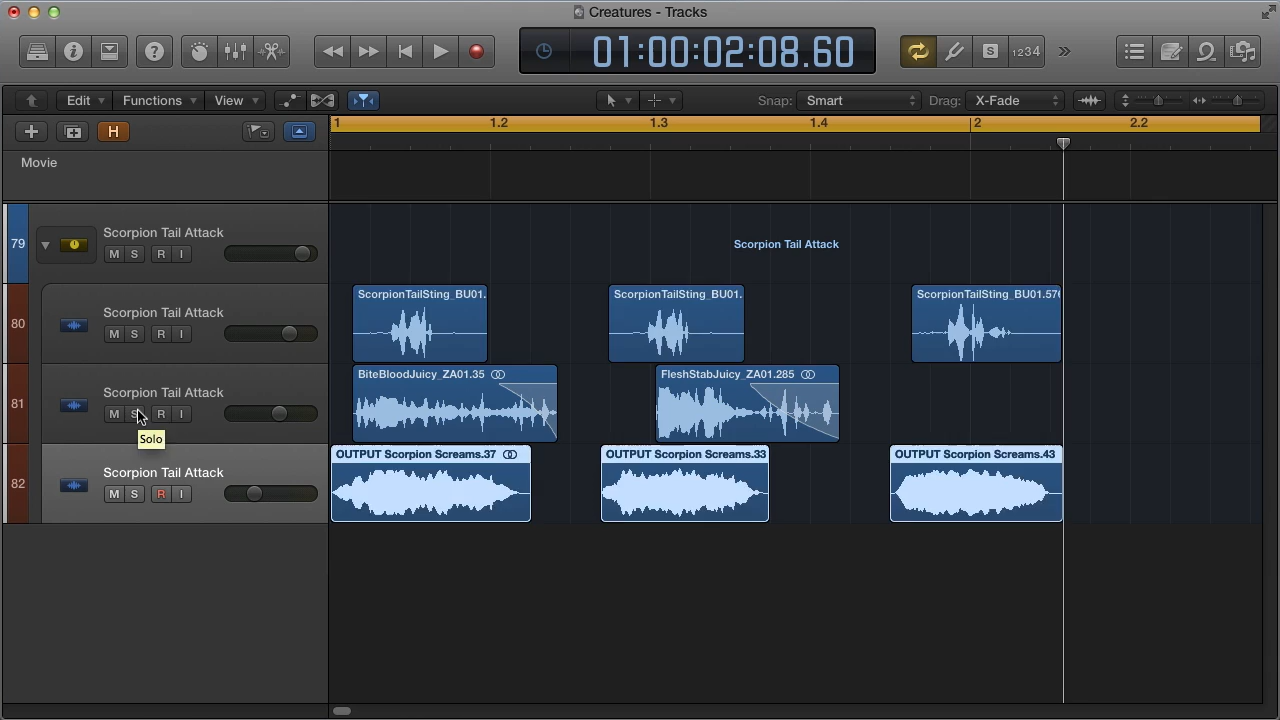 Creatures - Tracks
01:00:02:08.60
S
1234
Edit Functions View Snap: Smart Drag: X-Fade
H
1 1.2 1.3 1.4 2 2.2
Movie
79
Scorpion Tail Attack
M S R I
Scorpion Tail Attack
80
Scorpion Tail Attack
M S R I
ScorpionTailSting_BU01. ScorpionTailSting_BU01. ScorpionTailSting_BU01.576
81
Scorpion Tail Attack
M S R I
BiteBloodJuicy_ZA01.35 FleshStabJuicy_ZA01.285
Solo
82
Scorpion Tail Attack
M S R I
OUTPUT Scorpion Screams.37 OUTPUT Scorpion Screams.33 OUTPUT Scorpion Screams.43